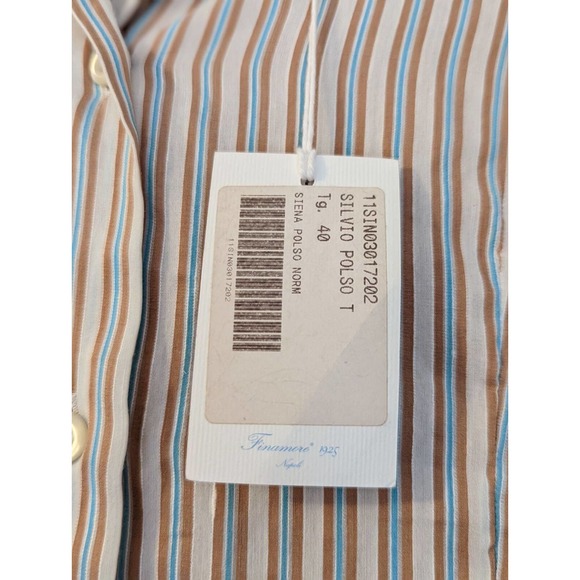 11SIN03017202
SILVIO POLSO T
Tg. 40
SIENA POLSO NORM
11SIN03017202
Finamore® 1925
Napoli